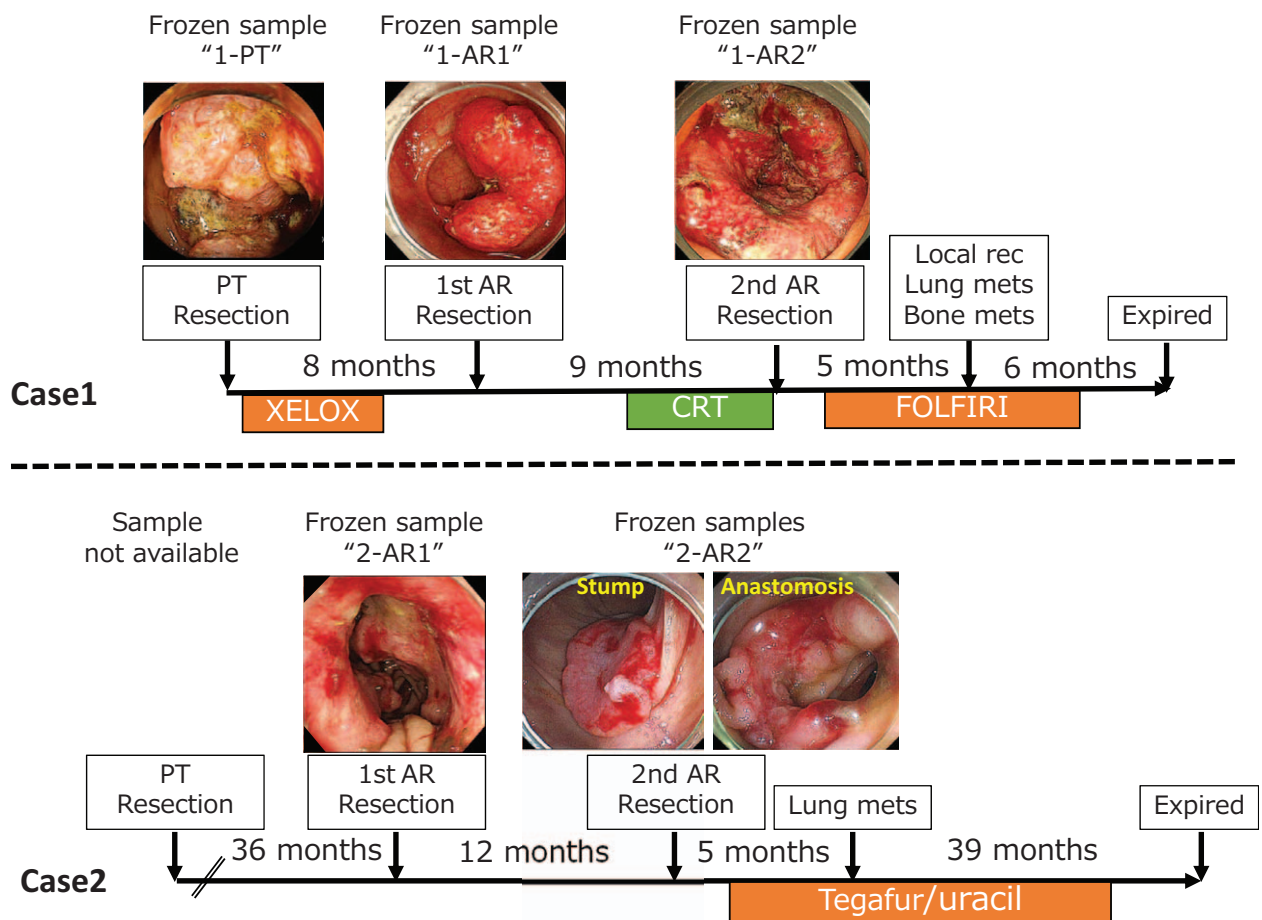 Frozen sample
“1-PT”
Frozen sample
“1-AR1”
Frozen sample
“1-AR2”
PT
Resection
1st AR
Resection
2nd AR
Resection
Local rec
Lung mets
Bone mets
Expired
8 months
9 months
5 months
6 months
Case1
XELOX
CRT
FOLFIRI
Sample
not available
Frozen sample
“2-AR1”
Frozen samples
“2-AR2”
Stump
Anastomosis
PT
Resection
1st AR
Resection
2nd AR
Resection
Lung mets
Expired
36 months
12 months
5 months
39 months
Case2
Tegafur/uracil